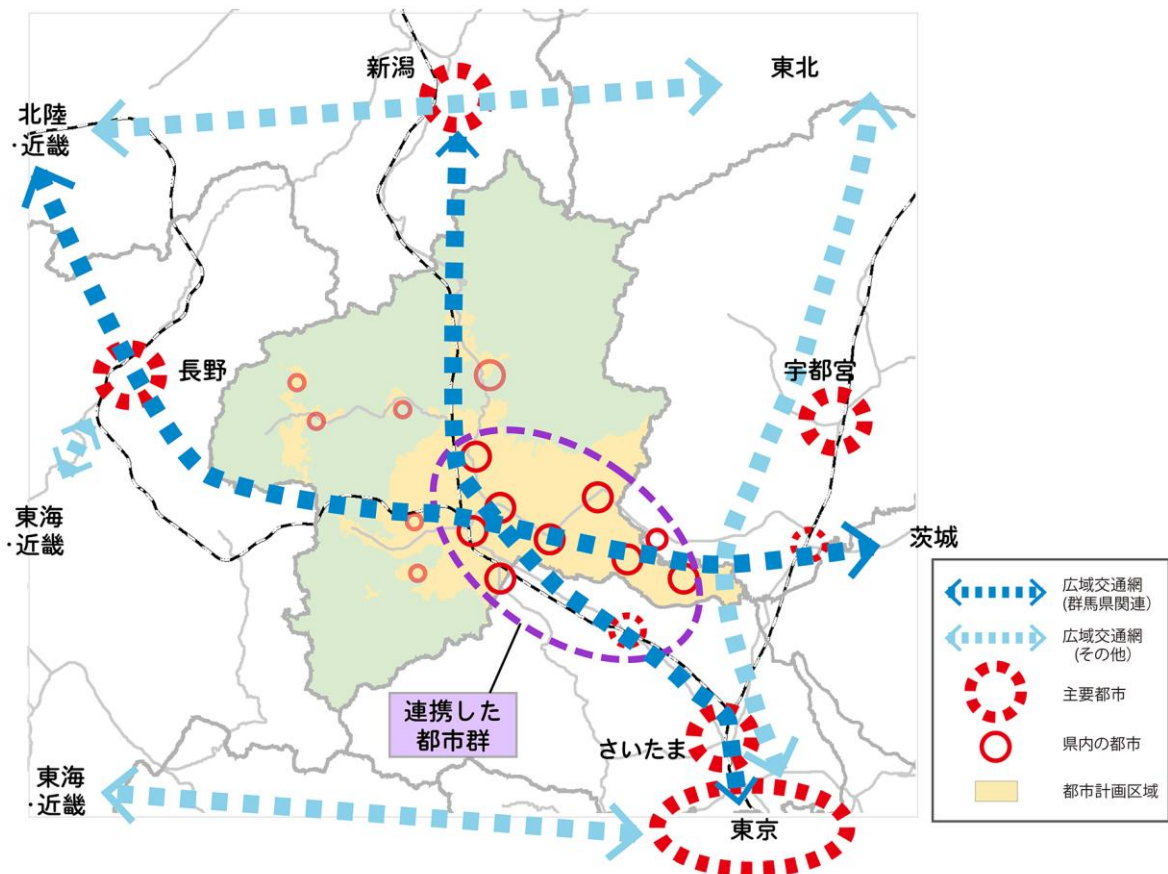 新潟
東北
北陸
・近畿
長野
宇都宮
東海
・近畿
茨城
連携した
都市群
さいたま
東海
・近畿
東京
広域交通網
(群馬県関連)
広域交通網
(その他)
主要都市
県内の都市
都市計画区域